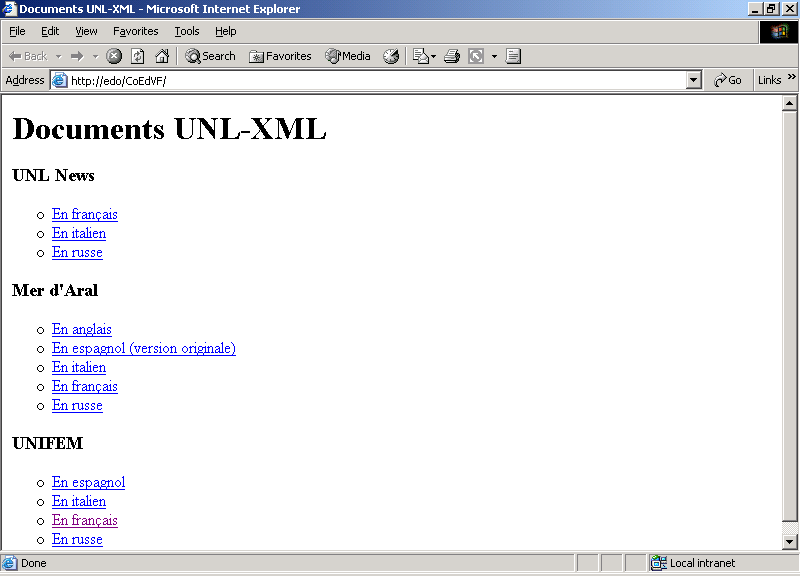 Documents UNL-XML - Microsoft Internet Explorer
File Edit View Favorites Tools Help
Back Search Favorites Media
Address http://edo/CoEdVF/ Go Links »
Documents UNL-XML
UNL News
En français
En italien
En russe
Mer d'Aral
En anglais
En espagnol (version originale)
En italien
En français
En russe
UNIFEM
En espagnol
En italien
En français
En russe
Done Local intranet